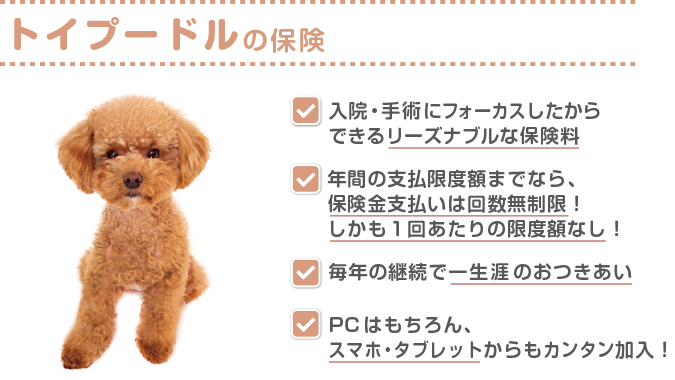 トイプードルの保険
入院・手術にフォーカスしたから
できるリーズナブルな保険料
年間の支払限度額までなら、
保険金支払いは回数無制限！
しかも１回あたりの限度額なし！
毎年の継続で一生涯のおつきあい
PCはもちろん、
スマホ・タブレットからもカンタン加入！